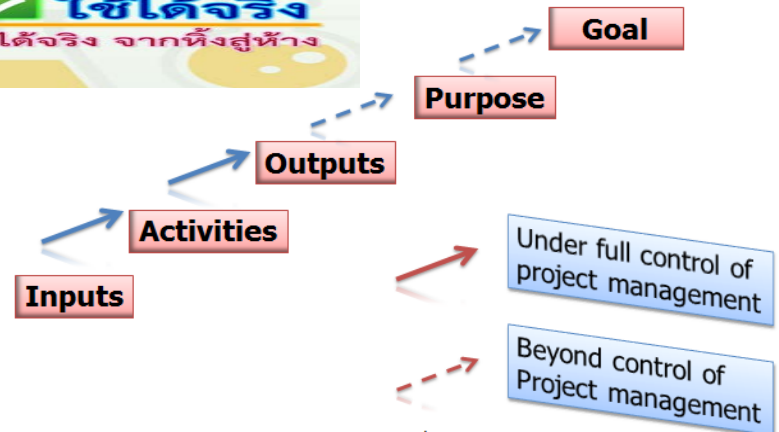 ใช้ได้จริง
ได้จริง จากหิ้งสู่ห้าง
Goal
Purpose
Outputs
Activities
Inputs
Under full control of
project management
Beyond control of
Project management